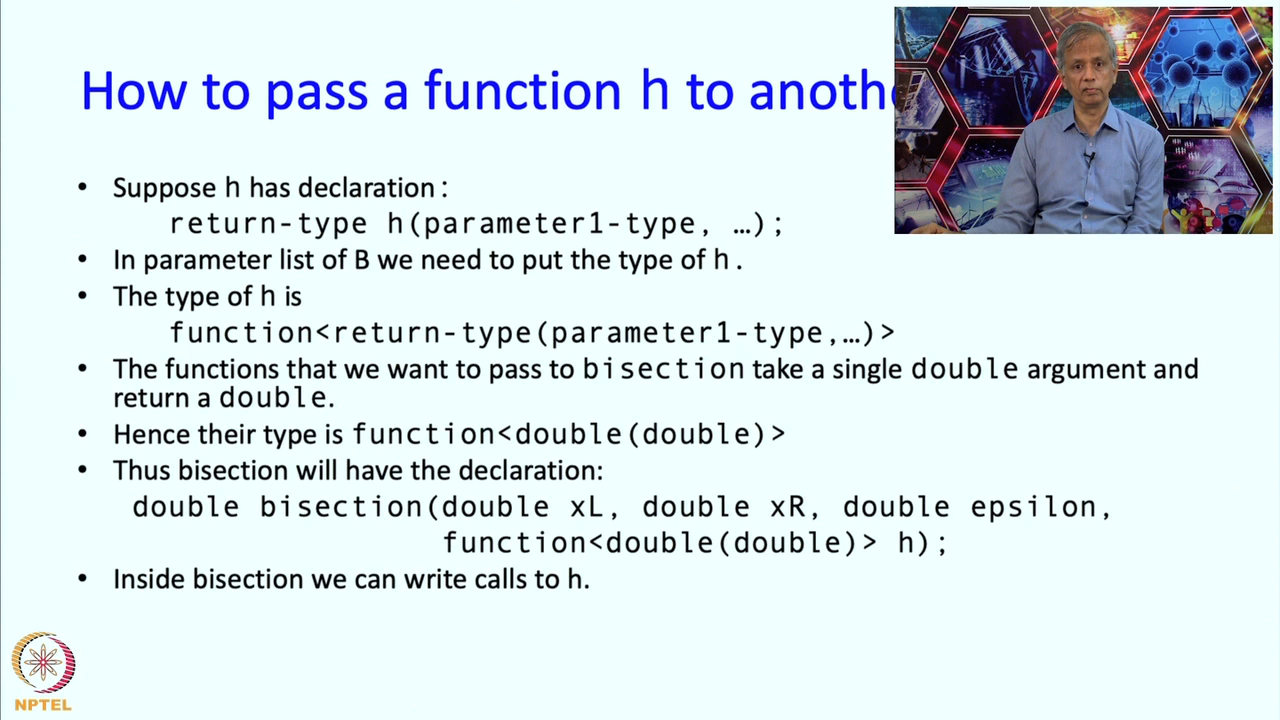 How to pass a function h to anothe
• Suppose h has declaration :
return-type h(parameter1-type, …);
• In parameter list of B we need to put the type of h .
• The type of h is
function<return-type(parameter1-type,…)>
• The functions that we want to pass to bisection take a single double argument and
return a double.
• Hence their type is function<double(double)>
• Thus bisection will have the declaration:
double bisection(double xL, double xR, double epsilon,
function<double(double)> h);
• Inside bisection we can write calls to h.
NPTEL